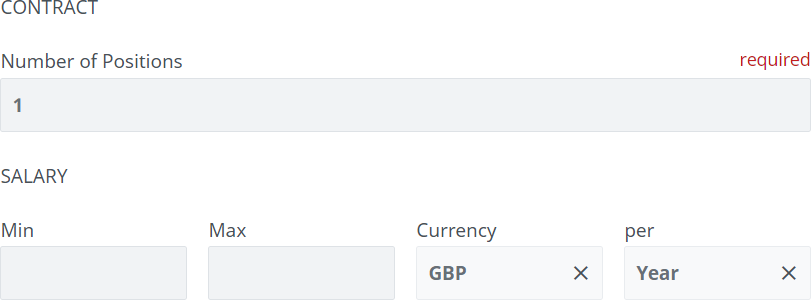 CONTRACT
Number of Positions required
1
SALARY
Min Max Currency per
GBP × Year ×